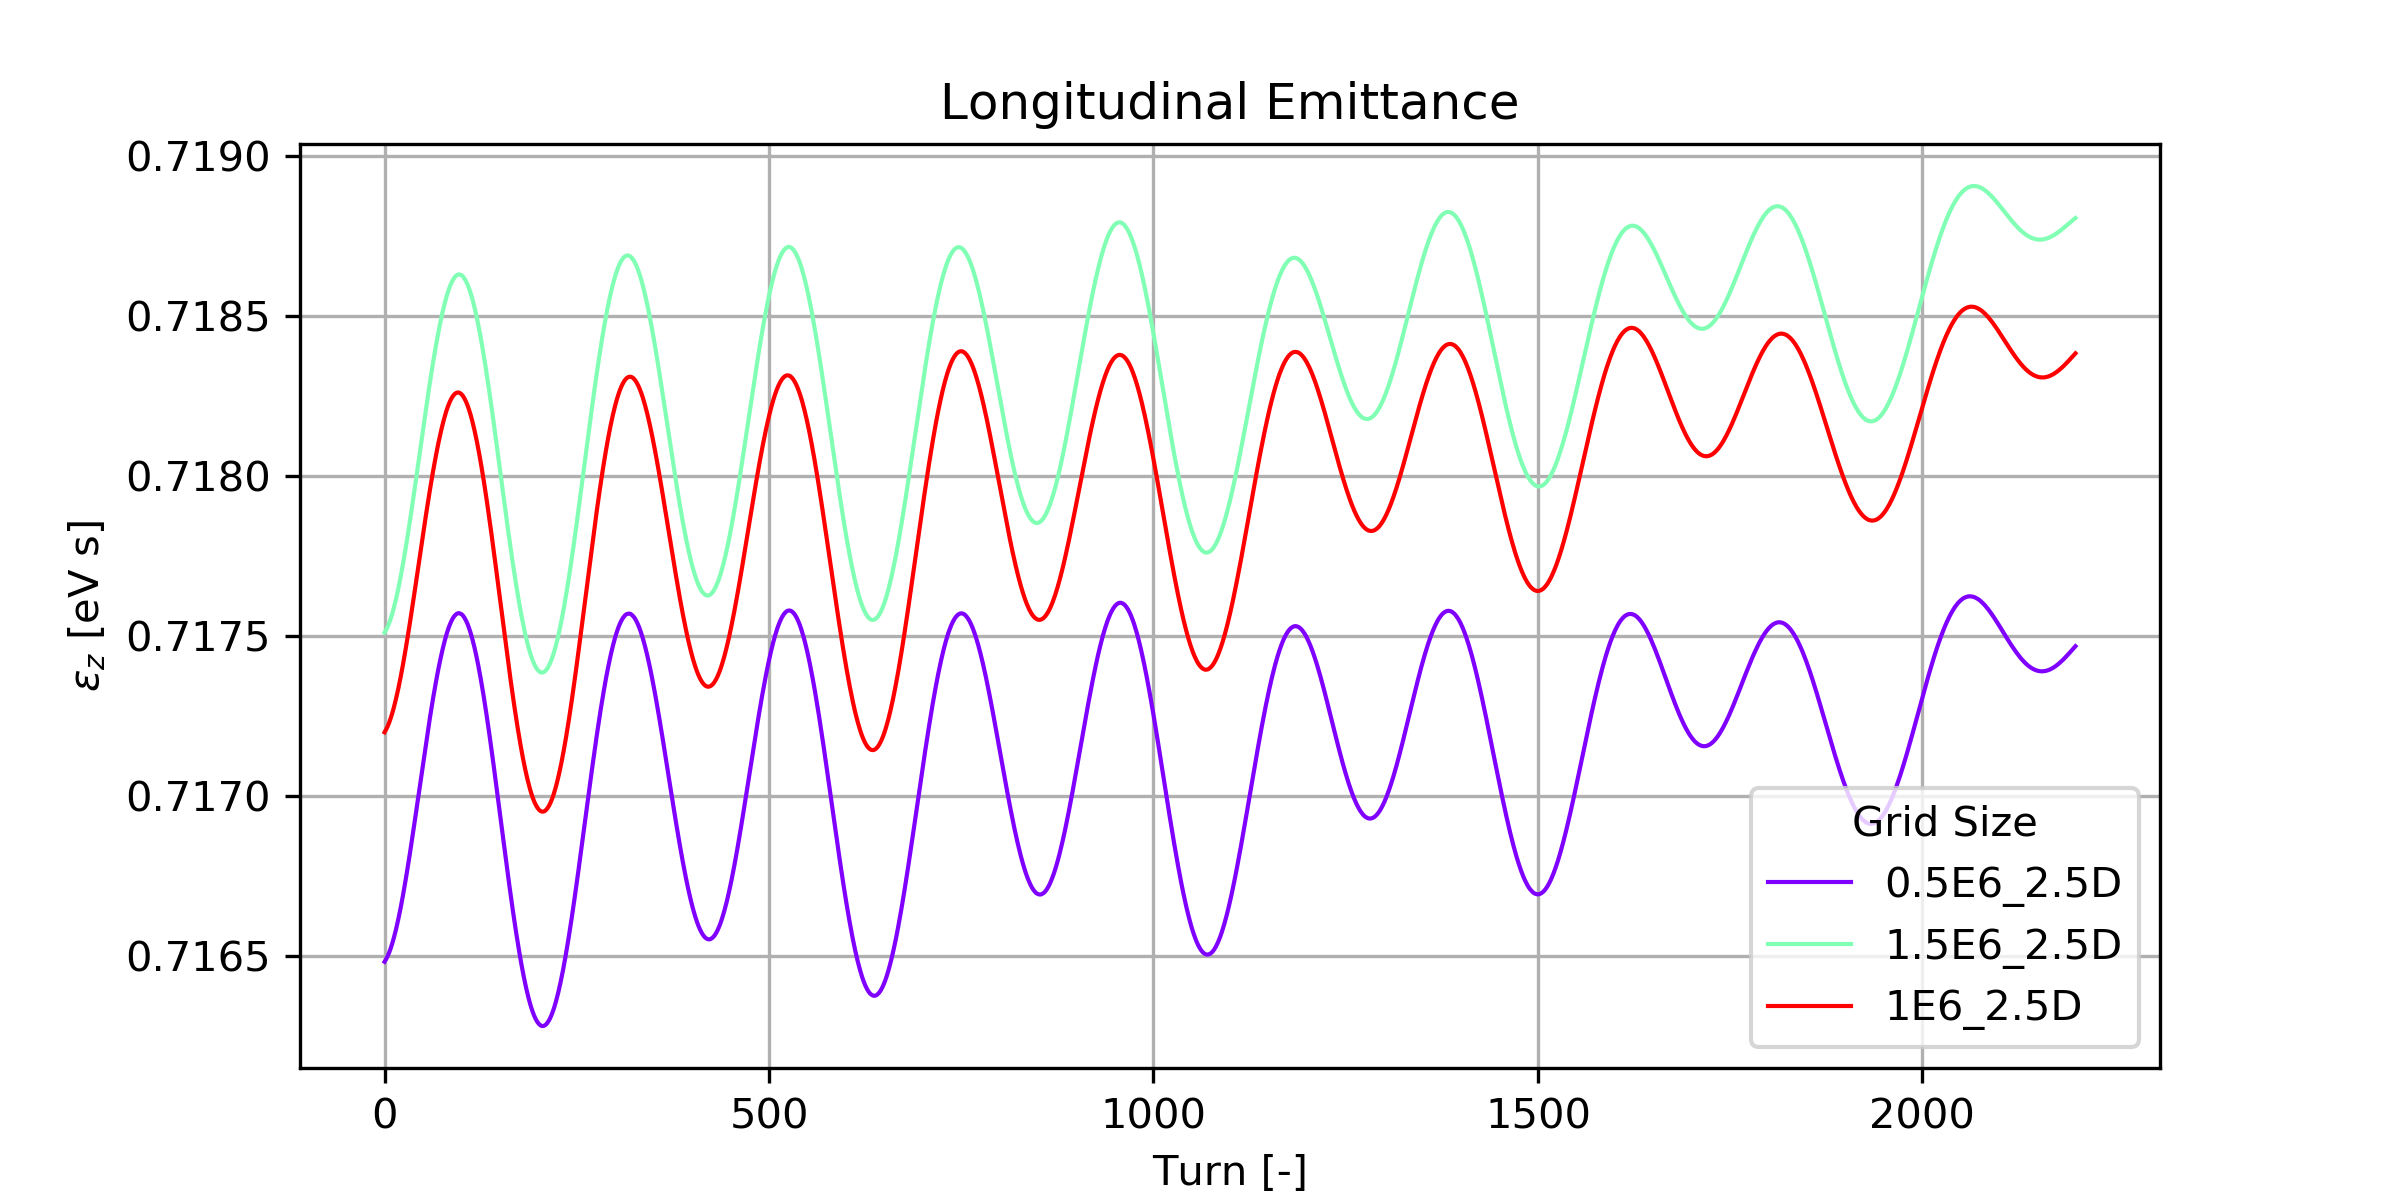 Longitudinal Emittance
0.7190
0.7185
0.7180
0.7175
0.7170
0.7165
εz [eV s]
0 500 1000 1500 2000
Turn [-]
Grid Size
0.5E6_2.5D
1.5E6_2.5D
1E6_2.5D